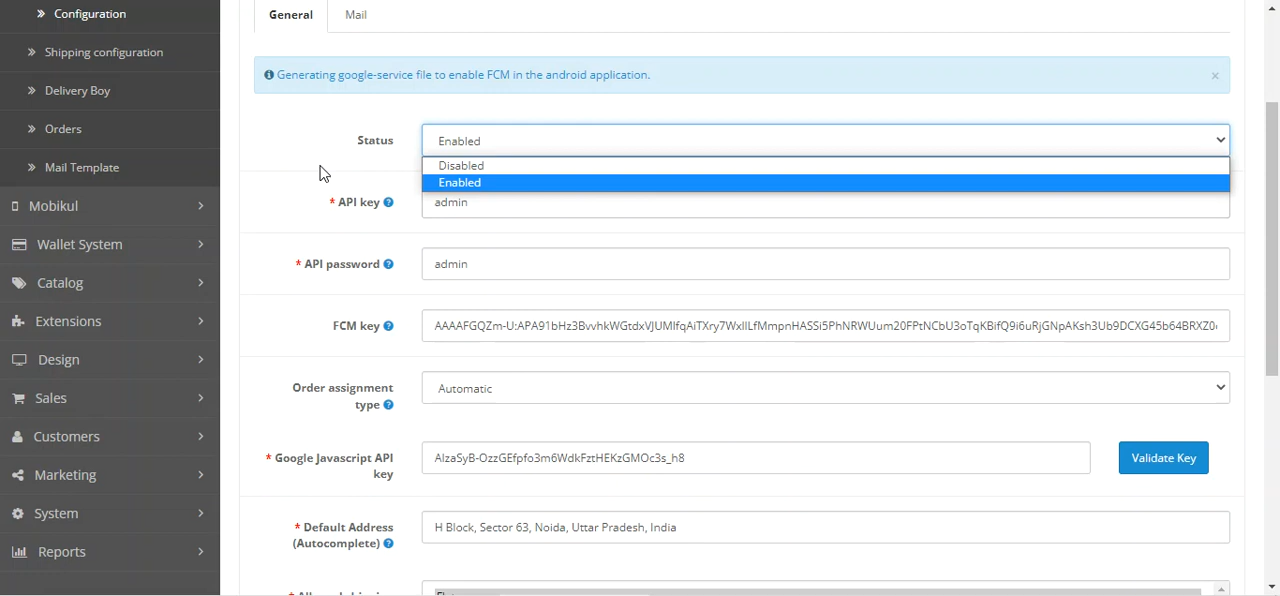 Configuration
Shipping configuration
Delivery Boy
Orders
Mail Template
Mobikul
Wallet System
Catalog
Extensions
Design
Sales
Customers
Marketing
System
Reports
General Mail
Generating google-service file to enable FCM in the android application. ×
Status Enabled
Disabled
Enabled
* API key admin
* API password admin
FCM key
Order assignment
type
Automatic
* Google Javascript API
key
Validate Key
* Default Address
(Autocomplete)
H Block, Sector 63, Noida, Uttar Pradesh, India